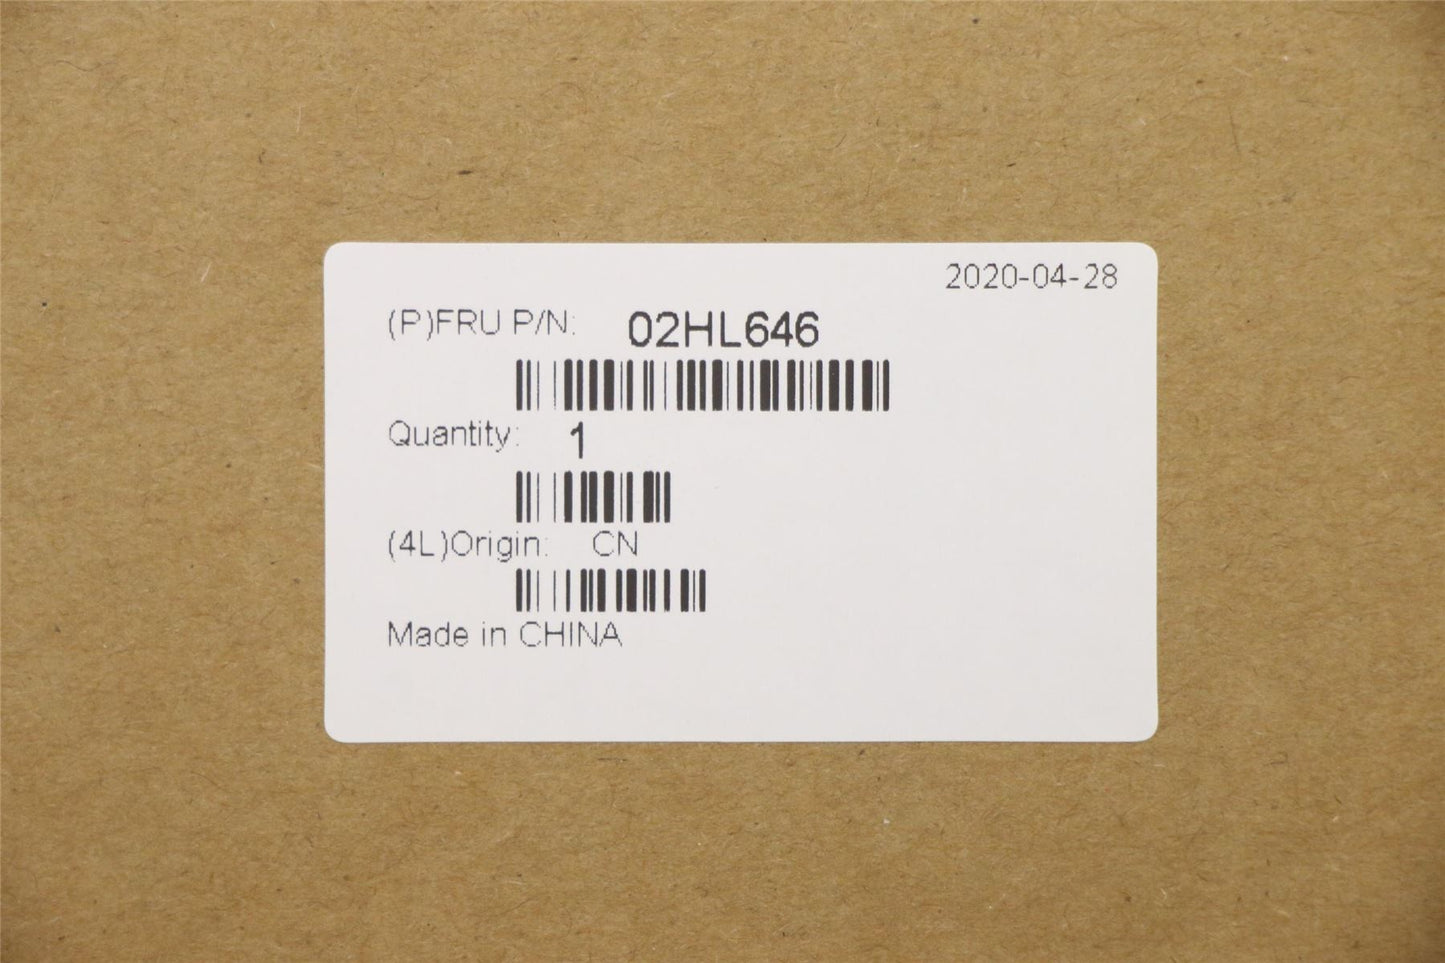 2020-04-28
(P)FRU P/N: 02HL646
Quantity: 1
(4L)Origin: CN
Made in CHINA